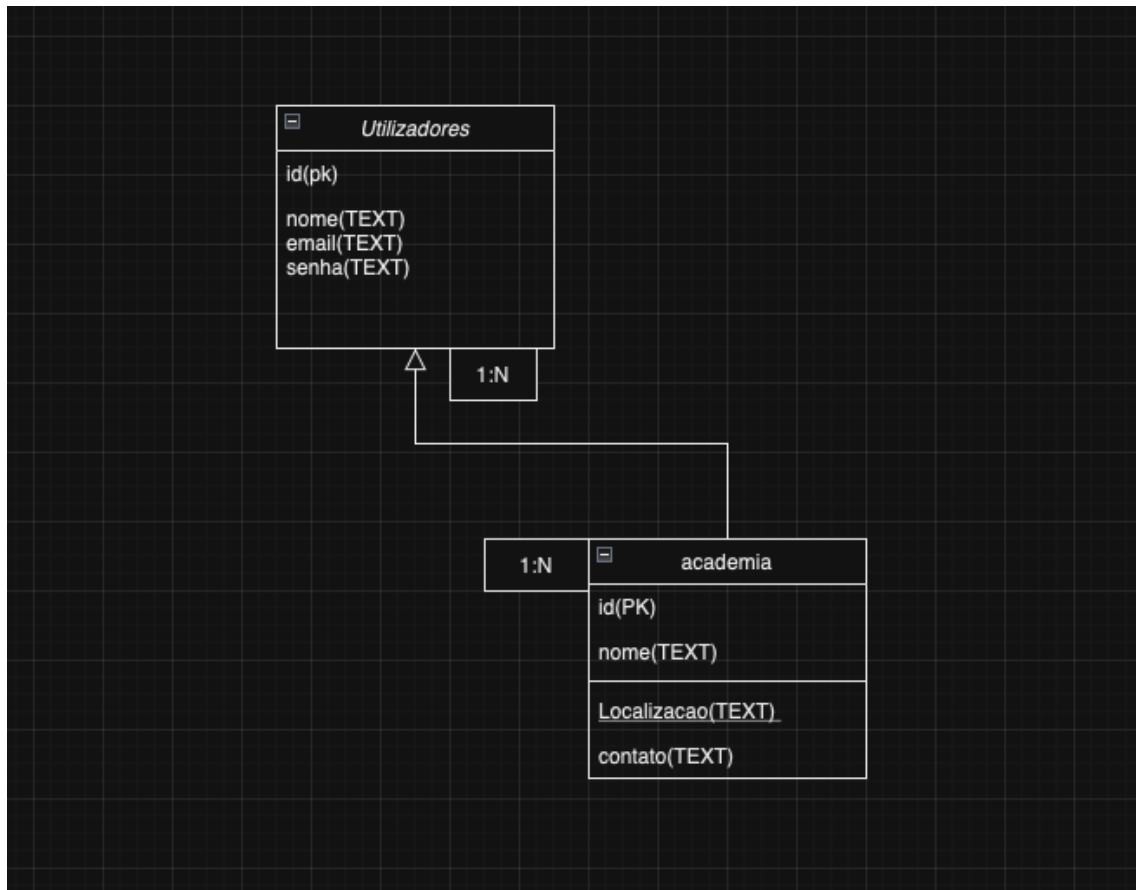 Utilizadores
id(pk)
nome(TEXT)
email(TEXT)
senha(TEXT)
1:N
1:N
academia
id(PK)
nome(TEXT)
Localizacao(TEXT)
contato(TEXT)